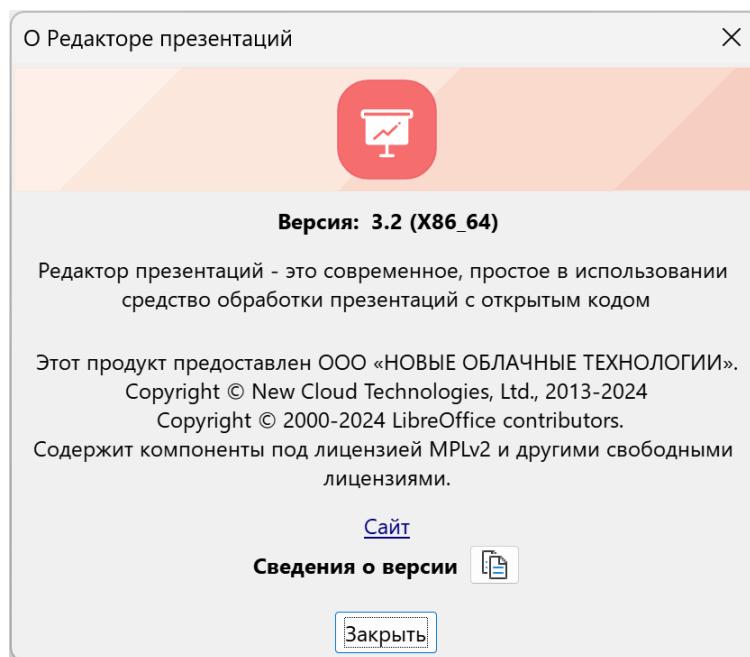 О Редакторе презентаций
Версия: 3.2 (X86_64)
Редактор презентаций - это современное, простое в использовании
средство обработки презентаций с открытым кодом
Этот продукт предоставлен ООО «НОВЫЕ ОБЛАЧНЫЕ ТЕХНОЛОГИИ».
Copyright © New Cloud Technologies, Ltd., 2013-2024
Copyright © 2000-2024 LibreOffice contributors.
Содержит компоненты под лицензией MPLv2 и другими свободными
лицензиями.
Сайт
Сведения о версии
Закрыть